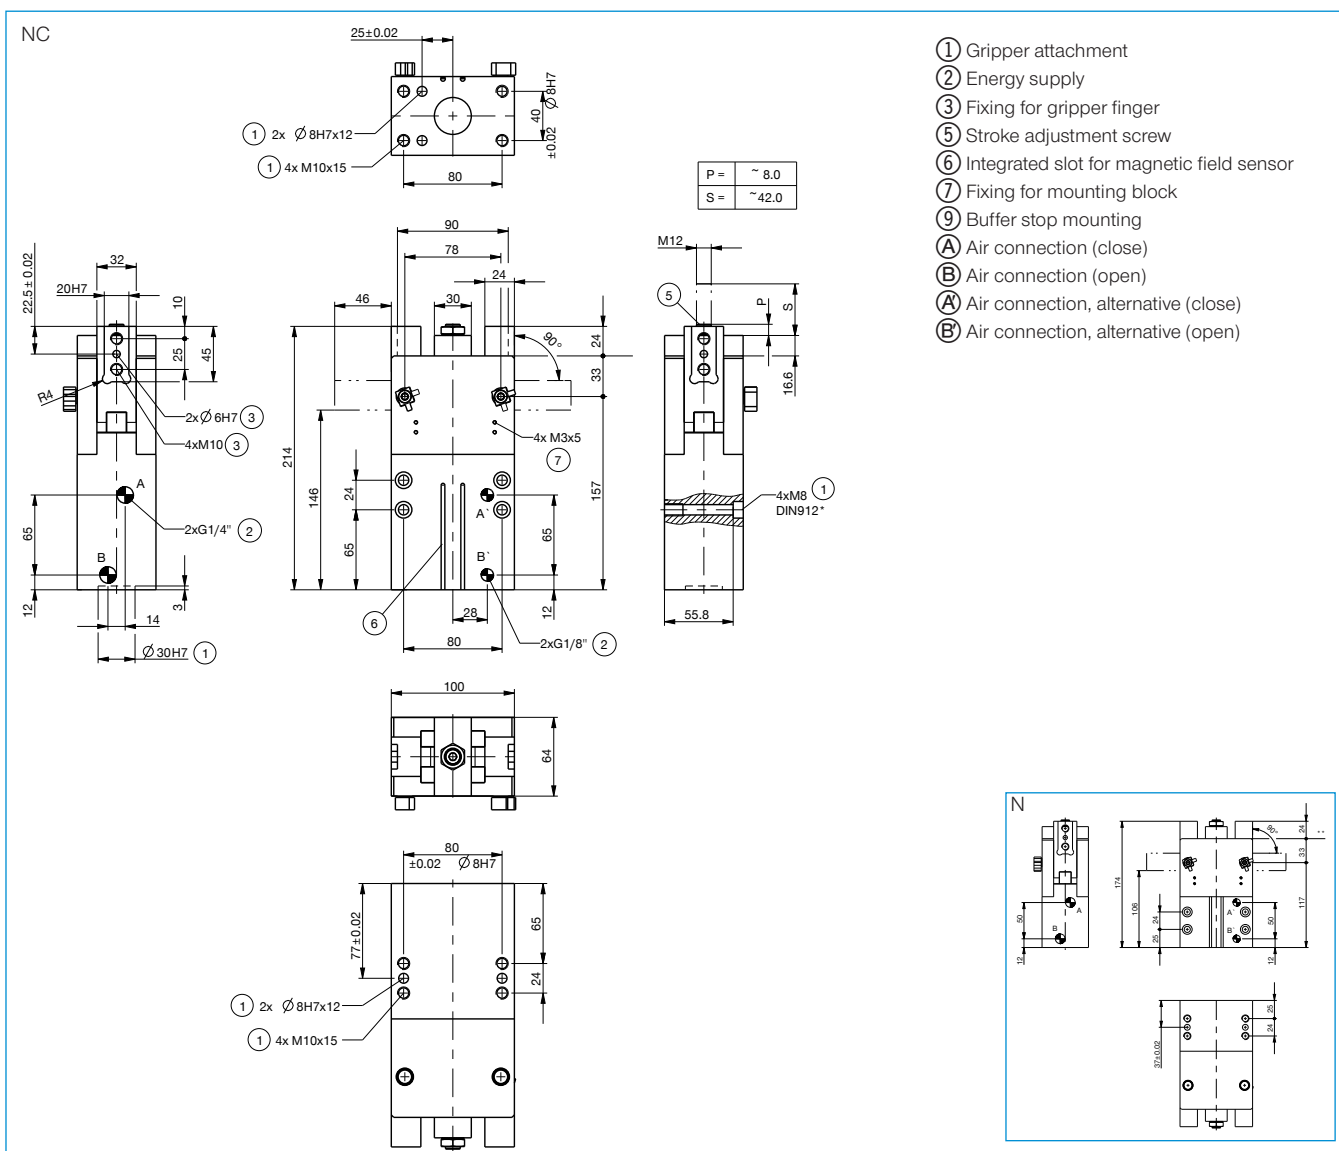 NC
25±0.02
① 2x Ø 8H7x12
① 4x M10x15
40
±0.02 Ø 8H7
80
① Gripper attachment
② Energy supply
③ Fixing for gripper finger
⑤ Stroke adjustment screw
⑥ Integrated slot for magnetic field sensor
⑦ Fixing for mounting block
⑨ Buffer stop mounting
Ⓐ Air connection (close)
Ⓑ Air connection (open)
A' Air connection, alternative (close)
B' Air connection, alternative (open)
P = ~ 8.0
S = ~42.0
22.5 ± 0.02
32
20H7
10
25
45
R4
2x Ø 6H7 ③
4xM10 ③
A
2xG1/4" ②
B
65
12
14
3
Ø 30H7 ①
90
78
24
46
30
90°
24
33
4x M3x5
⑦
214
146
24
65
A`
B`
65
157
12
28
⑥
80
2xG1/8" ②
M12
⑤
P
S
16.6
4xM8 ①
DIN912*
55.8
100
64
80
±0.02 Ø 8H7
77±0.02
65
24
① 2x Ø 8H7x12
① 4x M10x15
N
50
12
A
B
174
106
24
25
90°
24
33
117
A`
B`
50
12
37±0.02
25
24